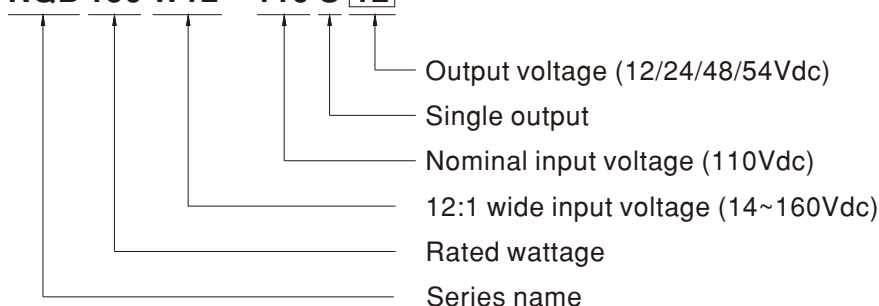 Output voltage (12/24/48/54Vdc)
Single output
Nominal input voltage (110Vdc)
12:1 wide input voltage (14~160Vdc)
Rated wattage
Series name